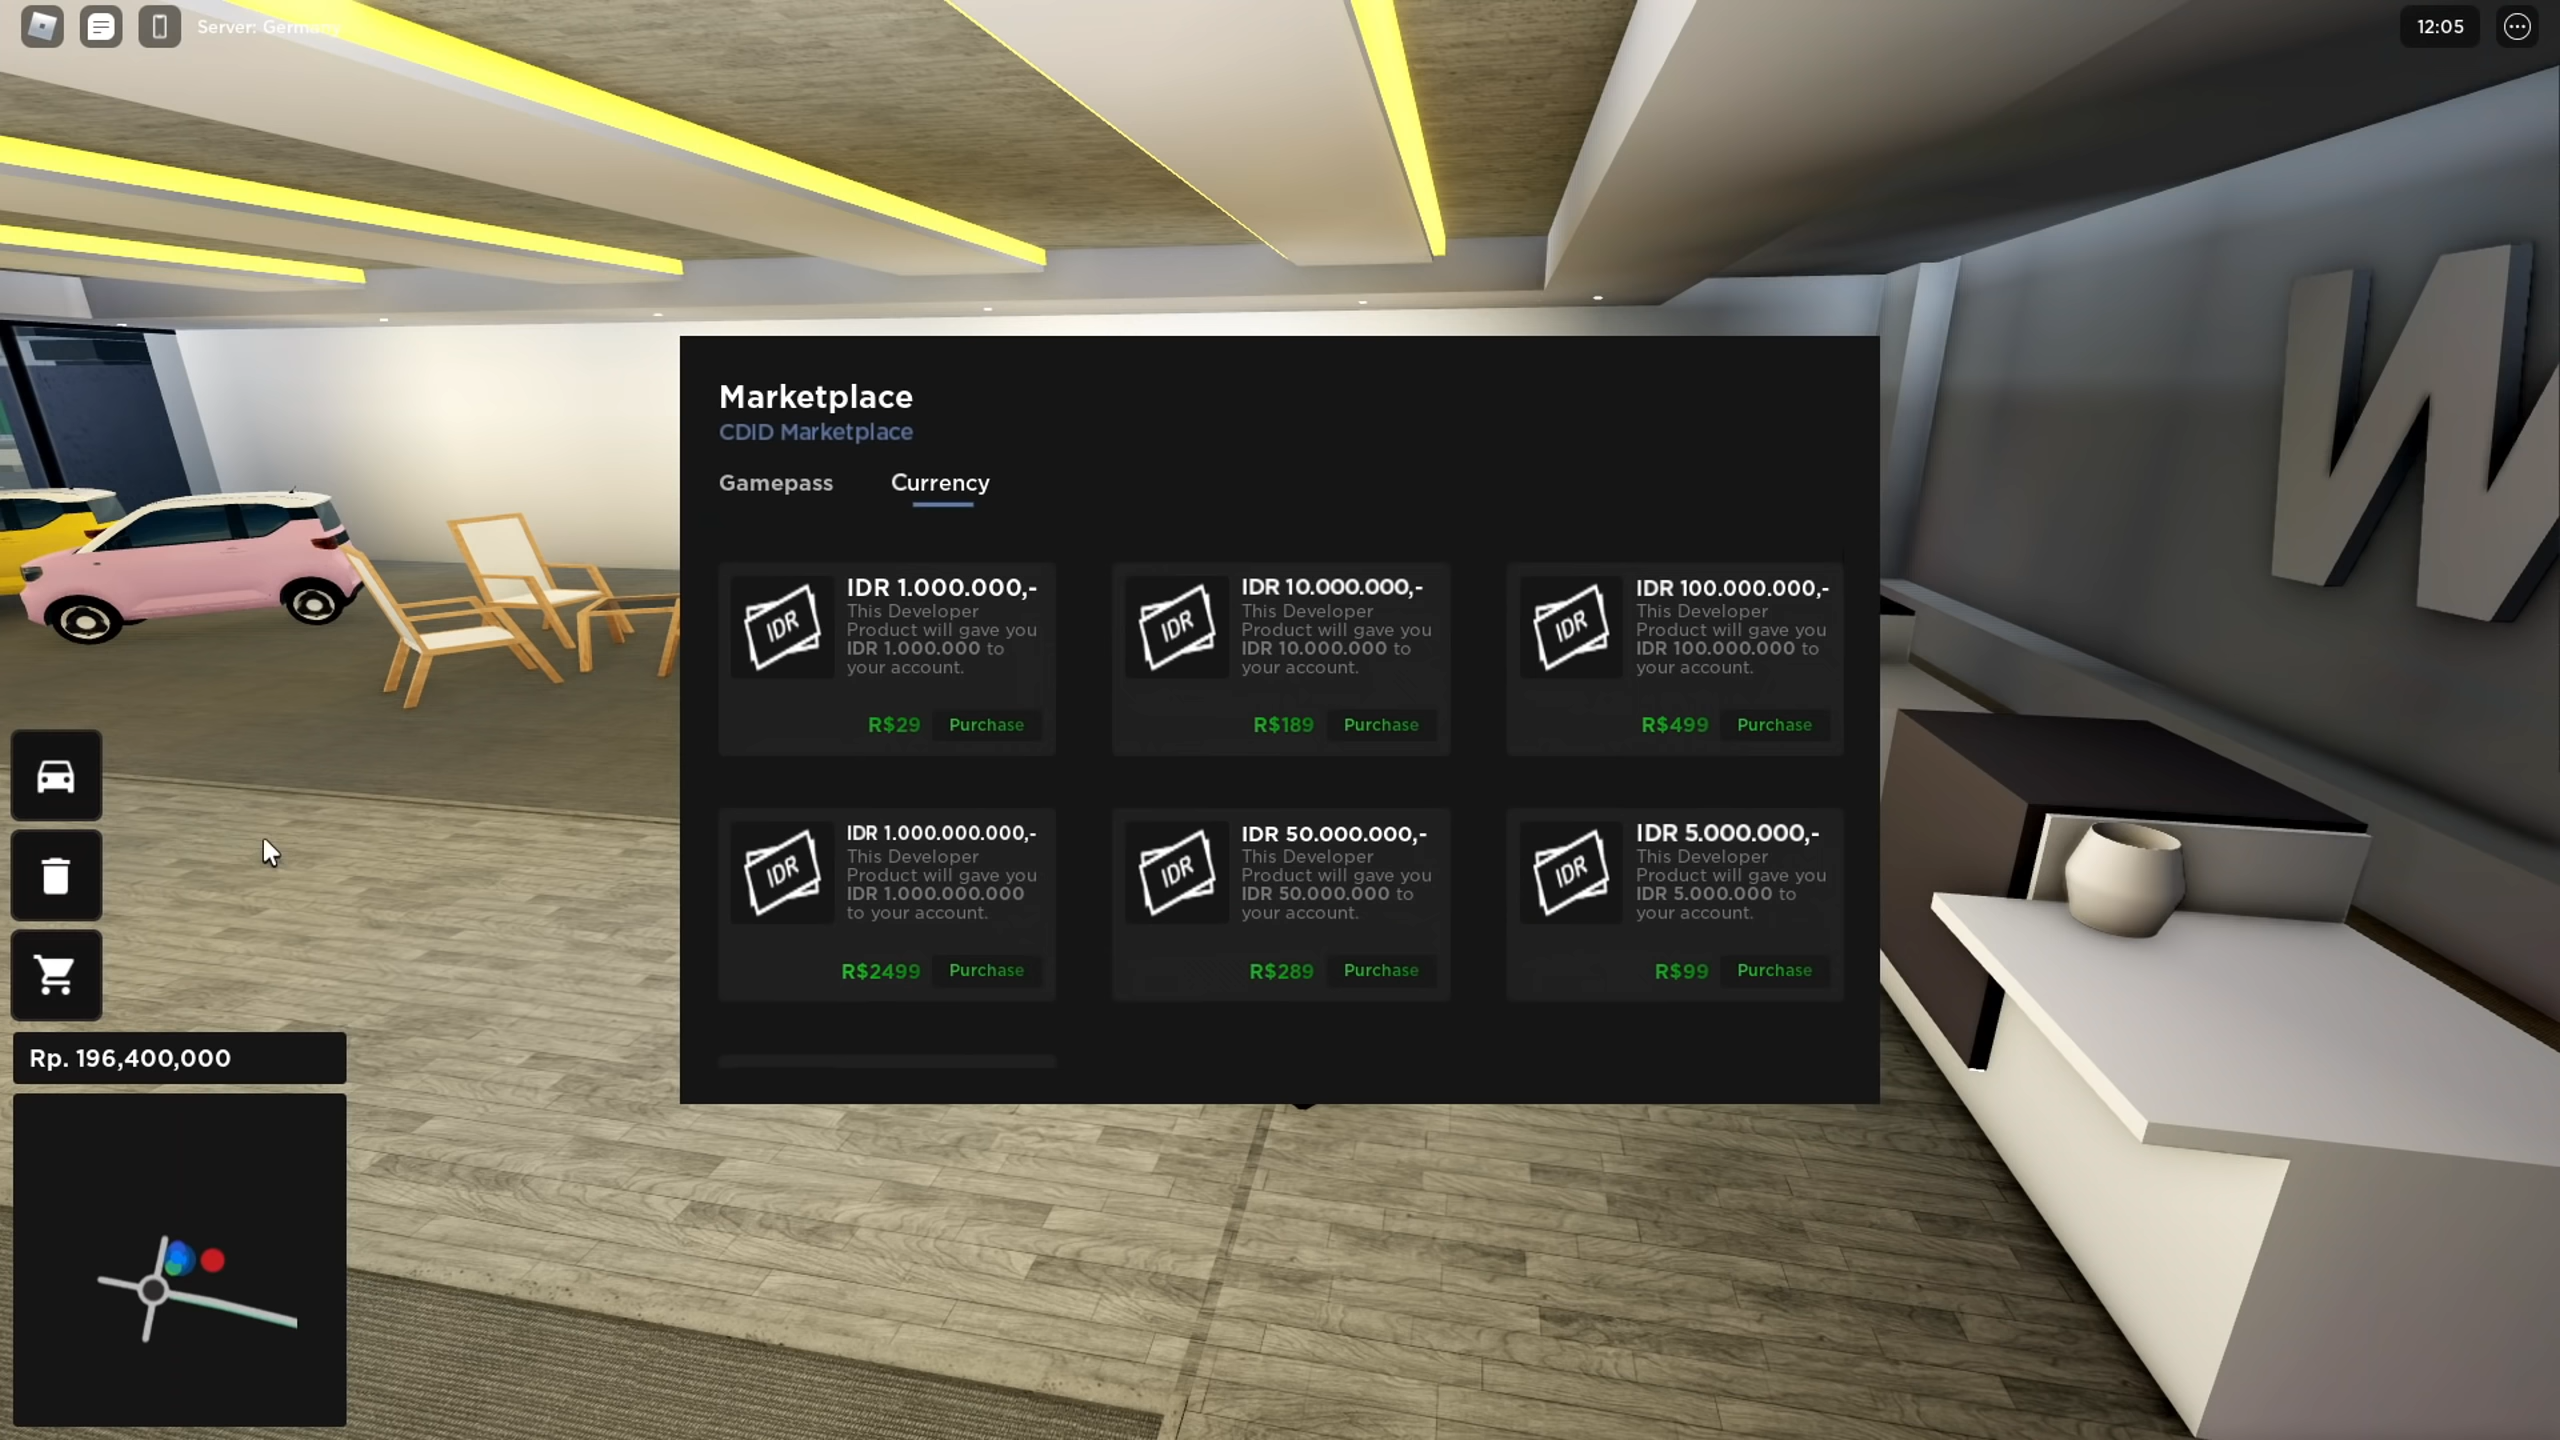 Server: Germany
12:05
W
Marketplace
CDID Marketplace
Gamepass
Currency
IDR
IDR 1.000.000,-
This Developer
Product will gave you
IDR 1.000.000 to
your account.
R$29
Purchase
IDR
IDR 10.000.000,-
This Developer
Product will gave you
IDR 10.000.000 to
your account.
R$189
Purchase
IDR
IDR 100.000.000,-
This Developer
Product will gave you
IDR 100.000.000 to
your account.
R$499
Purchase
IDR
IDR 1.000.000.000,-
This Developer
Product will gave you
IDR 1.000.000.000
to your account.
R$2499
Purchase
IDR
IDR 50.000.000,-
This Developer
Product will gave you
IDR 50.000.000 to
your account.
R$289
Purchase
IDR
IDR 5.000.000,-
This Developer
Product will gave you
IDR 5.000.000 to
your account.
R$99
Purchase
Rp. 196,400,000